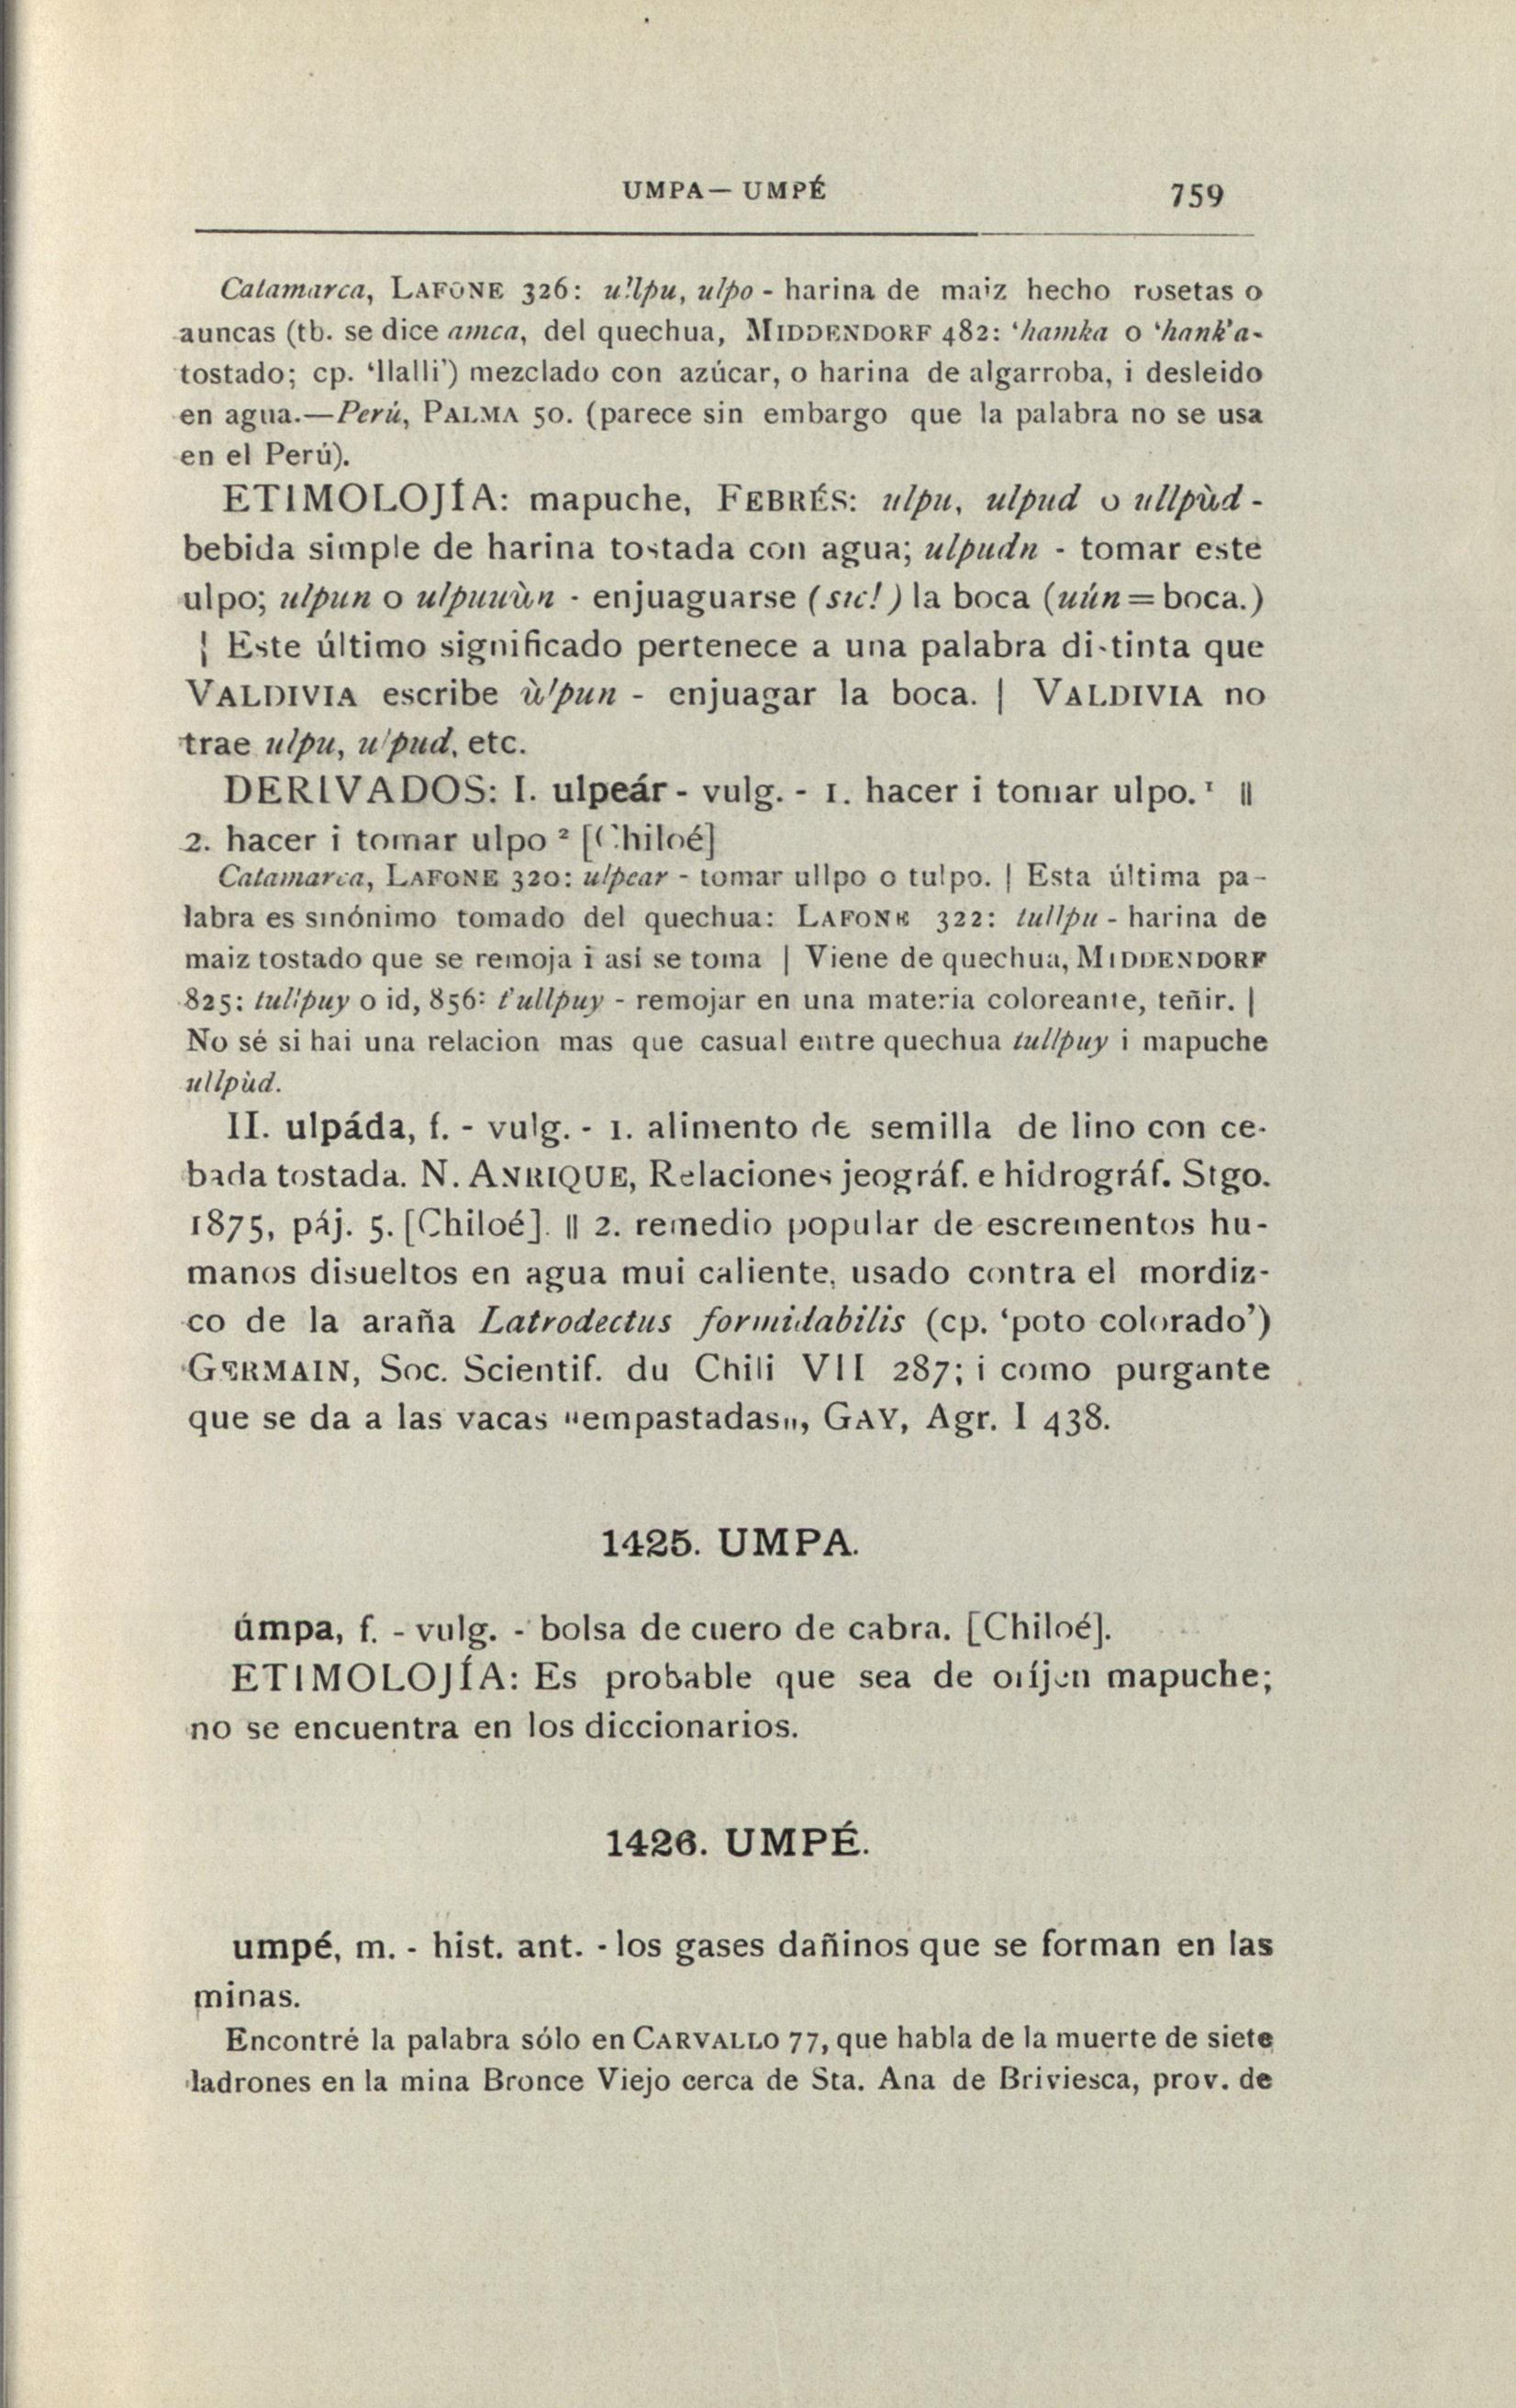 UMPA— UMPÉ 759
Catamarca, LAFONE 326: ullpu, ulpo - harina de maiz hecho rosetas o
auncas (tb. se dice amca, del quechua, MIDDENDORF 482: ‘hamka o ‘hank'a-
tostado; cp. ‘llalli’) mezclado con azúcar, o harina de algarroba, i desleido
en agua.—Perú, PALMA 50. (parece sin embargo que la palabra no se usa
en el Perú).
ETIMOLOJÍA: mapuche, FEBRÉS: ulpu, ulpud o ullpùd -
bebida simple de harina tostada con agua; ulpudn - tomar este
ulpo; ulpun o ulpuuùn - enjuaguarse (sic!) la boca (uún=boca.)
| Este último significado pertenece a una palabra distinta que
VALDIVIA escribe ùlpun - enjuagar la boca. | VALDIVIA no
trae ulpu, ulpud, etc.
DERIVADOS: I. ulpeár - vulg. - 1. hacer i tomar ulpo.¹ ||
2. hacer i tomar ulpo ² [Chiloé]
Catamarca, LAFONE 320: ulpear - tomar ullpo o tulpo. | Esta última pa-
labra es sinónimo tomado del quechua: LAFONE 322: tullpu - harina de
maiz tostado que se remoja i así se toma | Viene de quechua, MIDDENDORF
825: tullpuy o id, 856: t'ullpuy - remojar en una materia coloreante, teñir. |
No sé si hai una relacion mas que casual entre quechua tullpuy i mapuche
ullpùd.
II. ulpáda, f. - vulg. - 1. alimento de semilla de lino con ce-
bada tostada. N. ANRIQUE, Relaciones jeográf. e hidrográf. Stgo.
1875, páj. 5. [Chiloé]. || 2. remedio popular de escrementos hu-
manos disueltos en agua mui caliente, usado contra el mordiz-
co de la araña Latrodectus formidabilis (cp. ‘poto colorado’)
GERMAIN, Soc. Scientif. du Chili VII 287; i como purgante
que se da a las vacas "empastadas", GAY, Agr. I 438.
1425. UMPA.
úmpa, f. - vulg. - bolsa de cuero de cabra. [Chiloé].
ETIMOLOJÍA: Es probable que sea de oríjen mapuche;
no se encuentra en los diccionarios.
1426. UMPÉ.
umpé, m. - hist. ant. - los gases dañinos que se forman en las
minas.
Encontré la palabra sólo en CARVALLO 77, que habla de la muerte de siete
ladrones en la mina Bronce Viejo cerca de Sta. Ana de Briviesca, prov. de